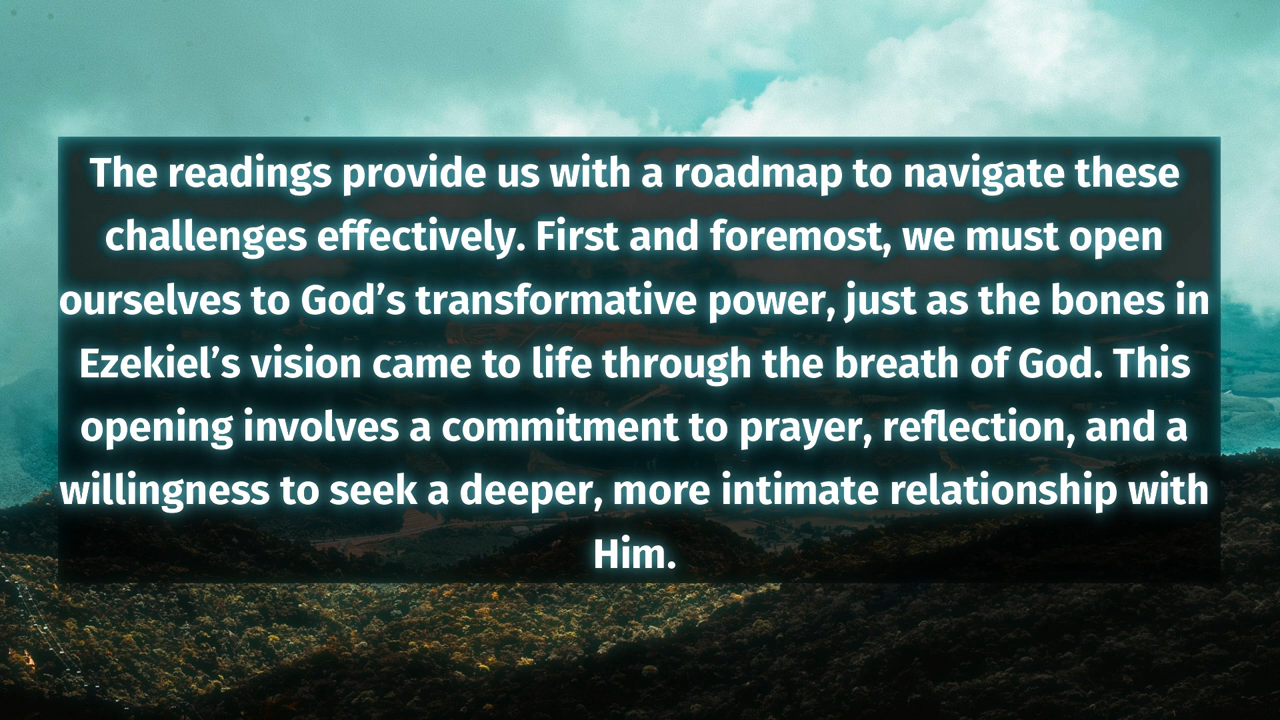 The readings provide us with a roadmap to navigate these
challenges effectively. First and foremost, we must open
ourselves to God’s transformative power, just as the bones in
Ezekiel’s vision came to life through the breath of God. This
opening involves a commitment to prayer, reflection, and a
willingness to seek a deeper, more intimate relationship with
Him.